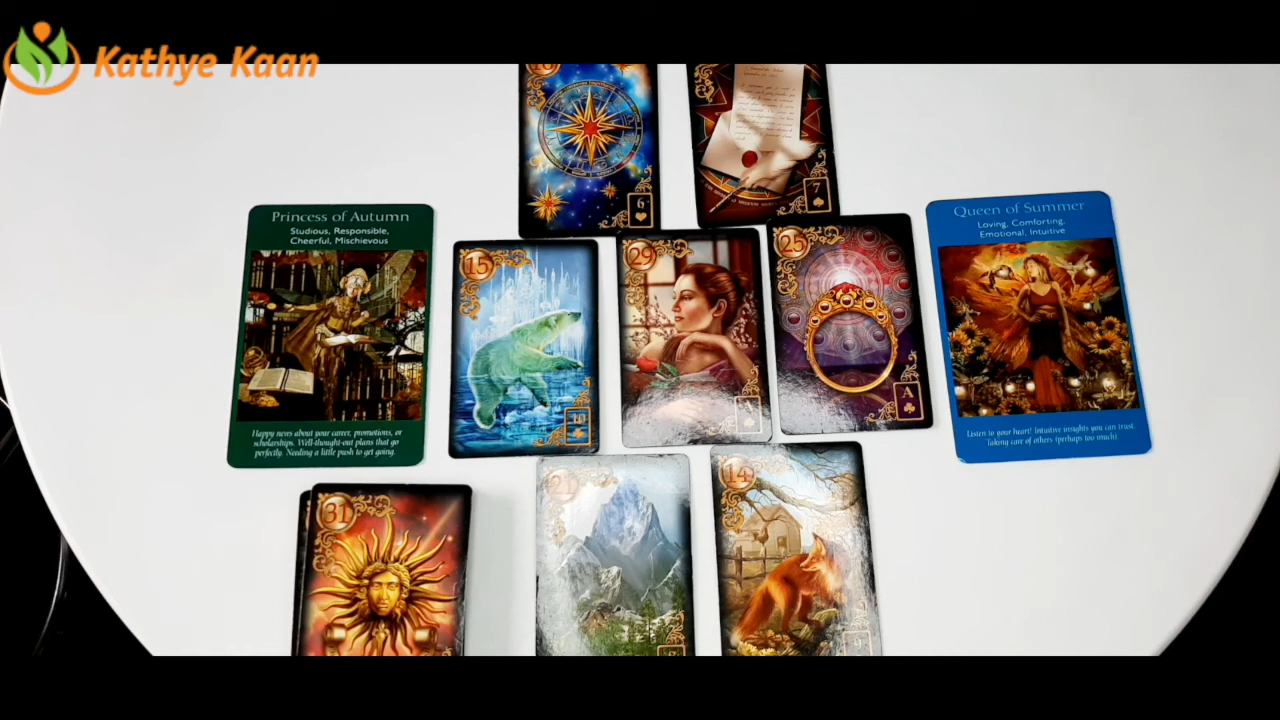 Kathye Kaan
16
6
7
Princess of Autumn
Studious, Responsible,
Cheerful, Mischievous
Happy news about your career, promotions, or
scholarships. Well-thought-out plans that go
perfectly. Needing a little push to get going.
15
10
29
25
A
Queen of Summer
Loving, Comforting,
Emotional, Intuitive
Listen to your heart! Intuitive insights you can trust.
Taking care of others (perhaps too much).
31
21
14